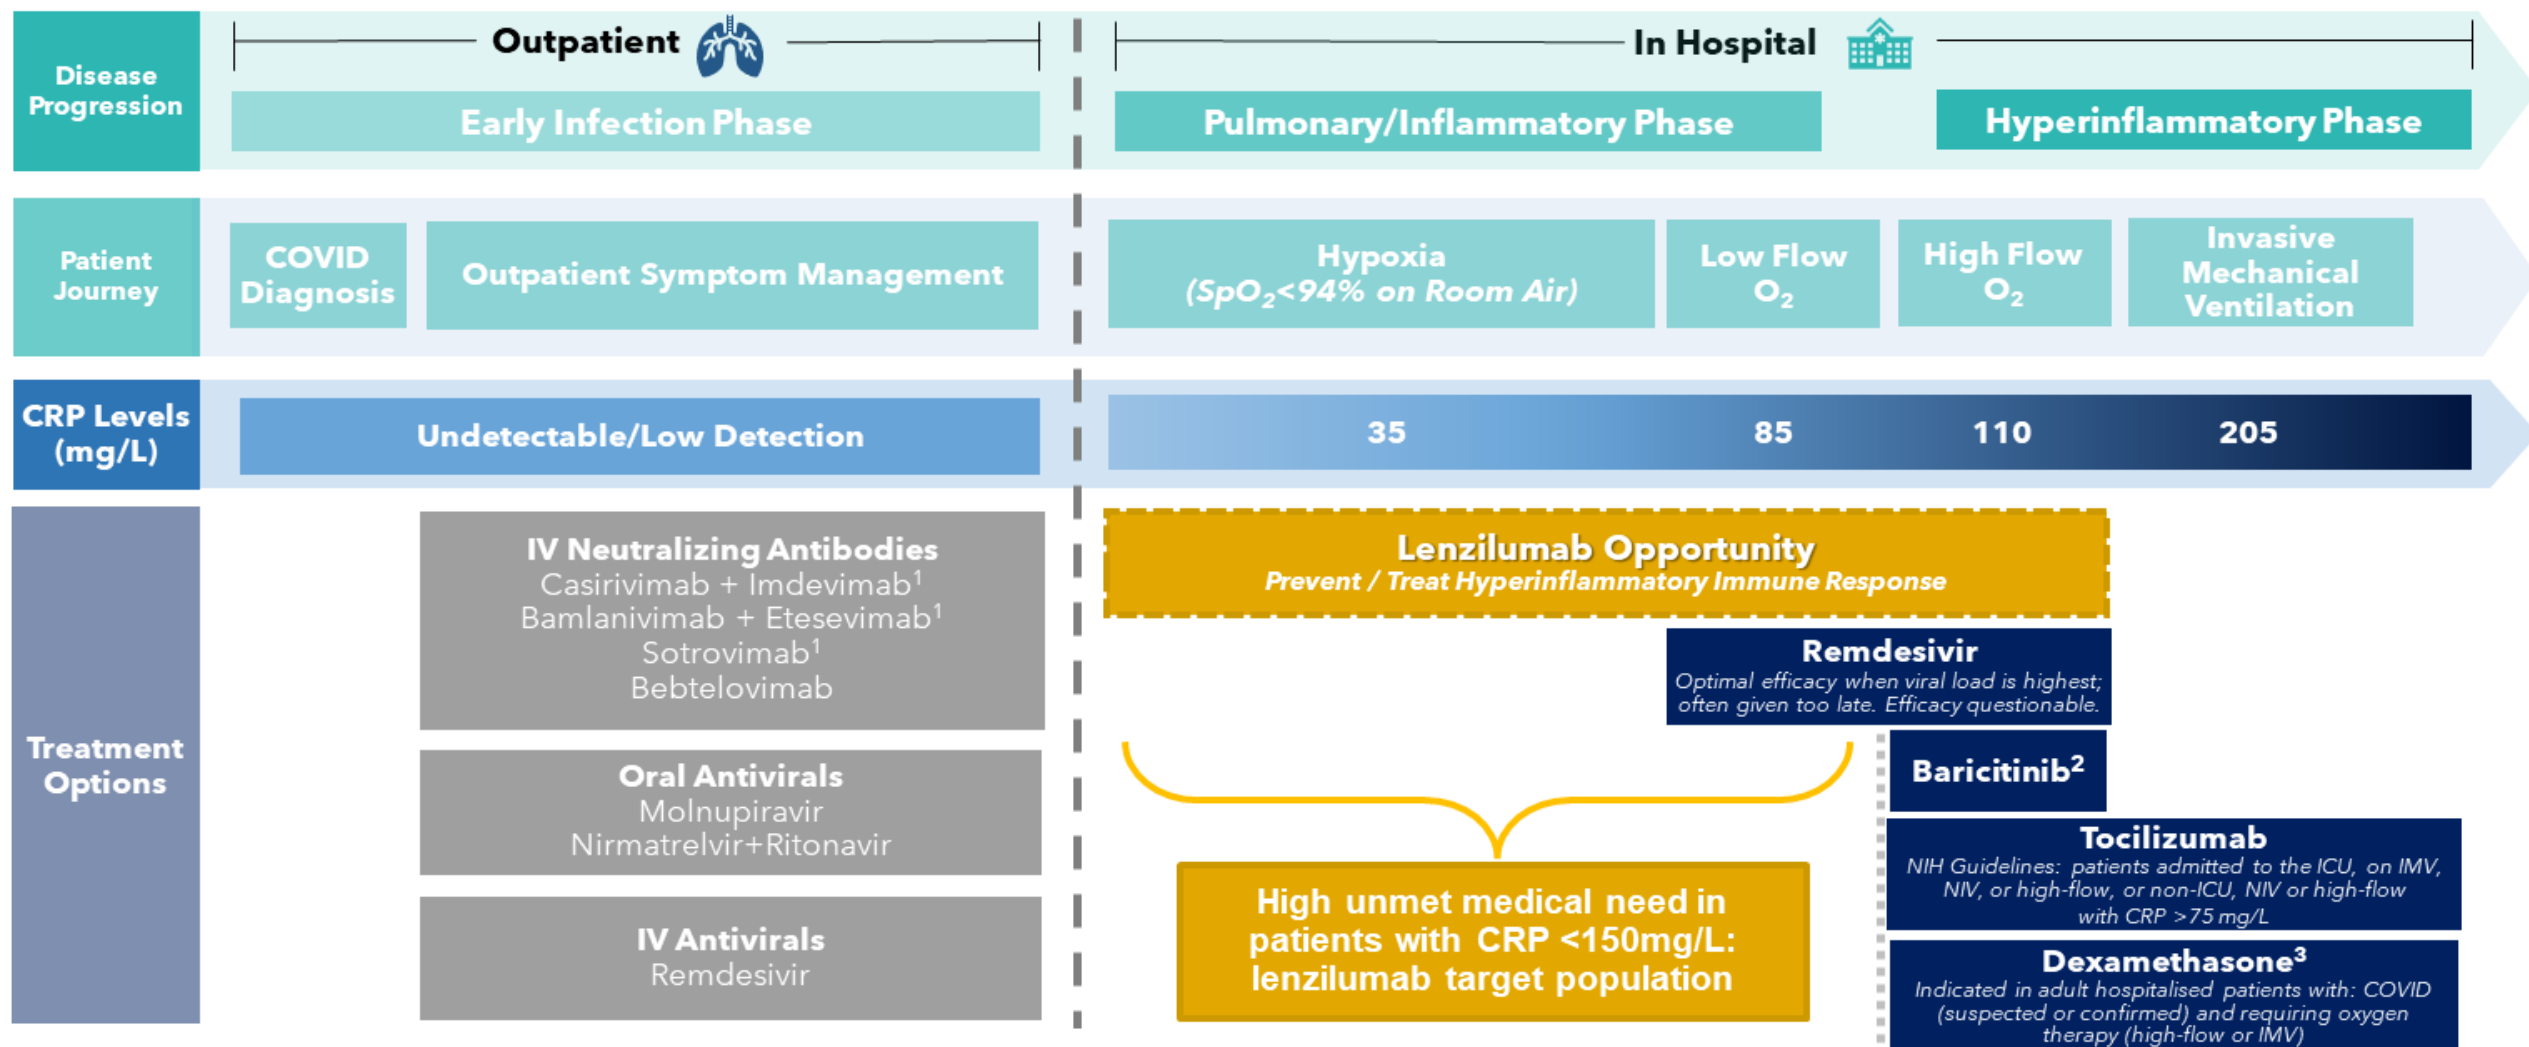 Disease
Progression
Outpatient
In Hospital
Early Infection Phase
Pulmonary/Inflammatory Phase
Hyperinflammatory Phase
Patient
Journey
COVID
Diagnosis
Outpatient Symptom Management
Hypoxia
(SpO₂<94% on Room Air)
Low Flow
O₂
High Flow
O₂
Invasive
Mechanical
Ventilation
CRP Levels
(mg/L)
Undetectable/Low Detection
35
85
110
205
Treatment
Options
IV Neutralizing Antibodies
Casirivimab + Imdevimab¹
Bamlanivimab + Etesevimab¹
Sotrovimab¹
Bebtelovimab
Oral Antivirals
Molnupiravir
Nirmatrelvir+Ritonavir
IV Antivirals
Remdesivir
Lenzilumab Opportunity
Prevent / Treat Hyperinflammatory Immune Response
High unmet medical need in
patients with CRP <150mg/L:
lenzilumab target population
Remdesivir
Optimal efficacy when viral load is highest;
often given too late. Efficacy questionable.
Baricitinib²
Tocilizumab
NIH Guidelines: patients admitted to the ICU, on IMV,
NIV, or high-flow, or non-ICU, NIV or high-flow
with CRP >75 mg/L
Dexamethasone³
Indicated in adult hospitalised patients with: COVID
(suspected or confirmed) and requiring oxygen
therapy (high-flow or IMV)